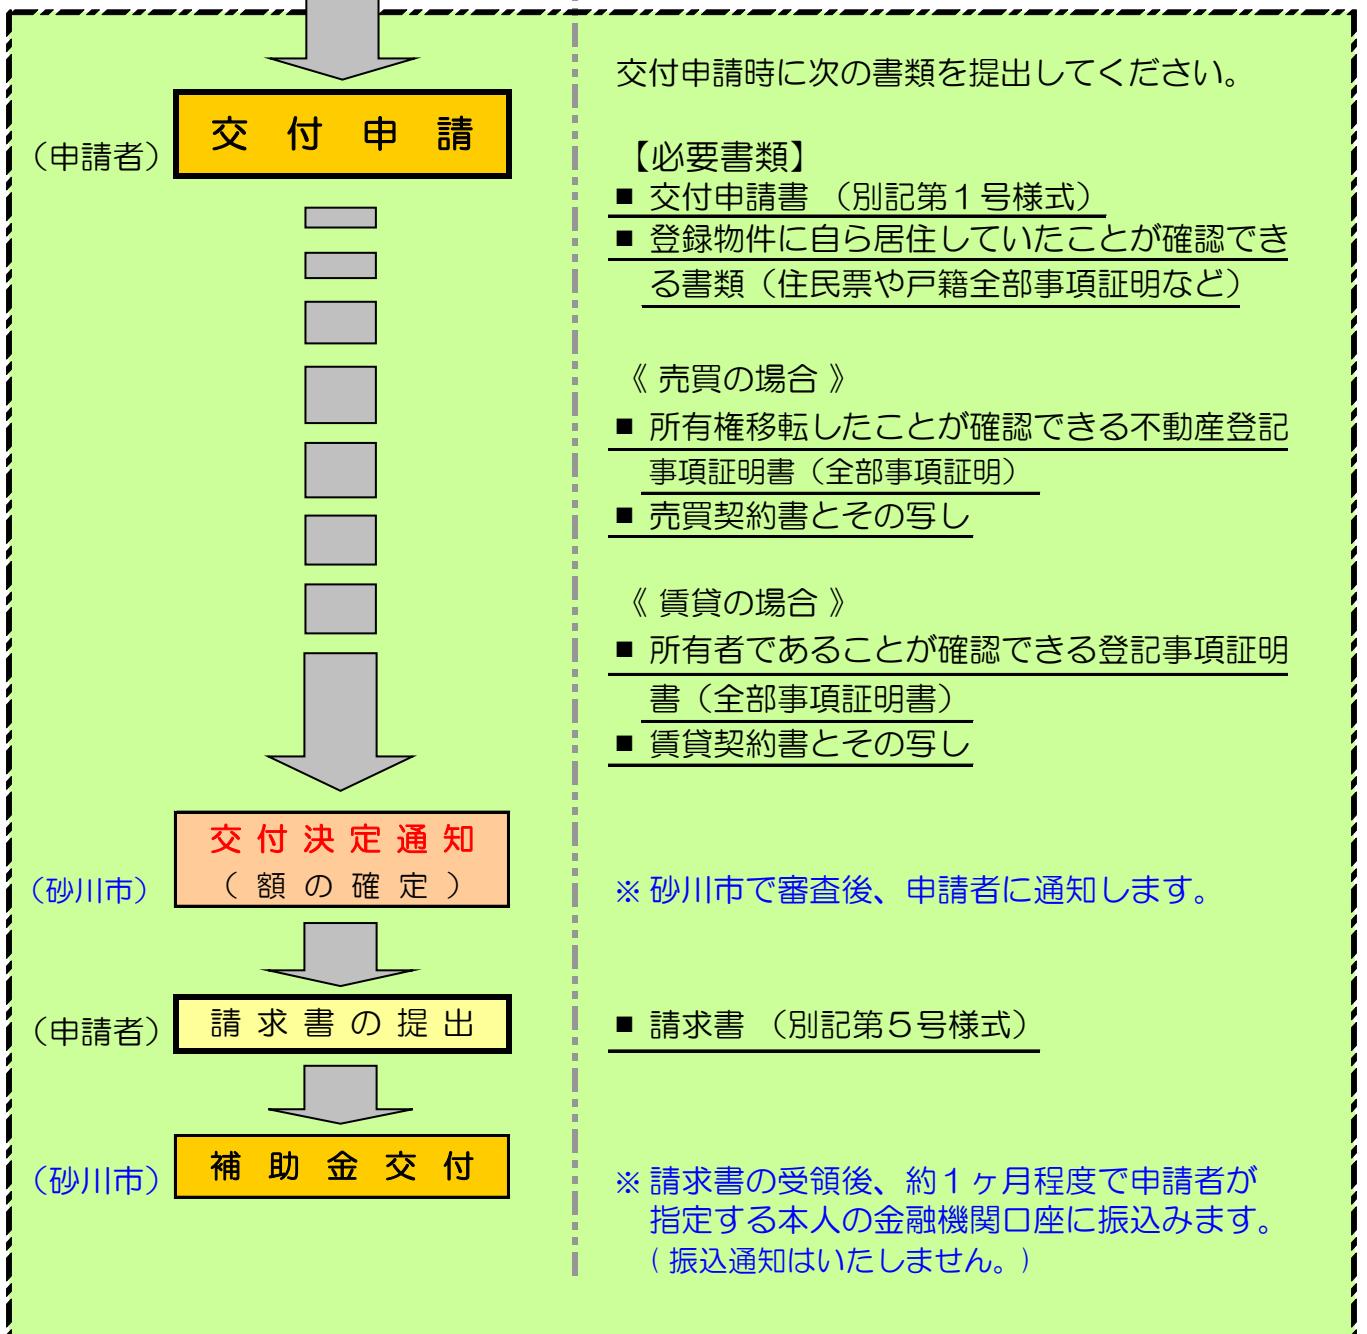 交付申請時に次の書類を提出してください。
交付申請
（申請者）
【必要書類】
■ 交付申請書 （別記第１号様式）
■ 登録物件に自ら居住していたことが確認でき
る書類（住民票や戸籍全部事項証明など）
《 売買の場合 》
■ 所有権移転したことが確認できる不動産登記
事項証明書（全部事項証明）
■ 売買契約書とその写し
《 賃貸の場合 》
■ 所有者であることが確認できる登記事項証明
書（全部事項証明書）
■ 賃貸契約書とその写し
交付決定通知
（額の確定）
（砂川市）
※ 砂川市で審査後、申請者に通知します。
請求書の提出
（申請者）
■ 請求書 （別記第５号様式）
補助金交付
（砂川市）
※ 請求書の受領後、約１ヶ月程度で申請者が
指定する本人の金融機関口座に振込みます。
（振込通知はいたしません。）